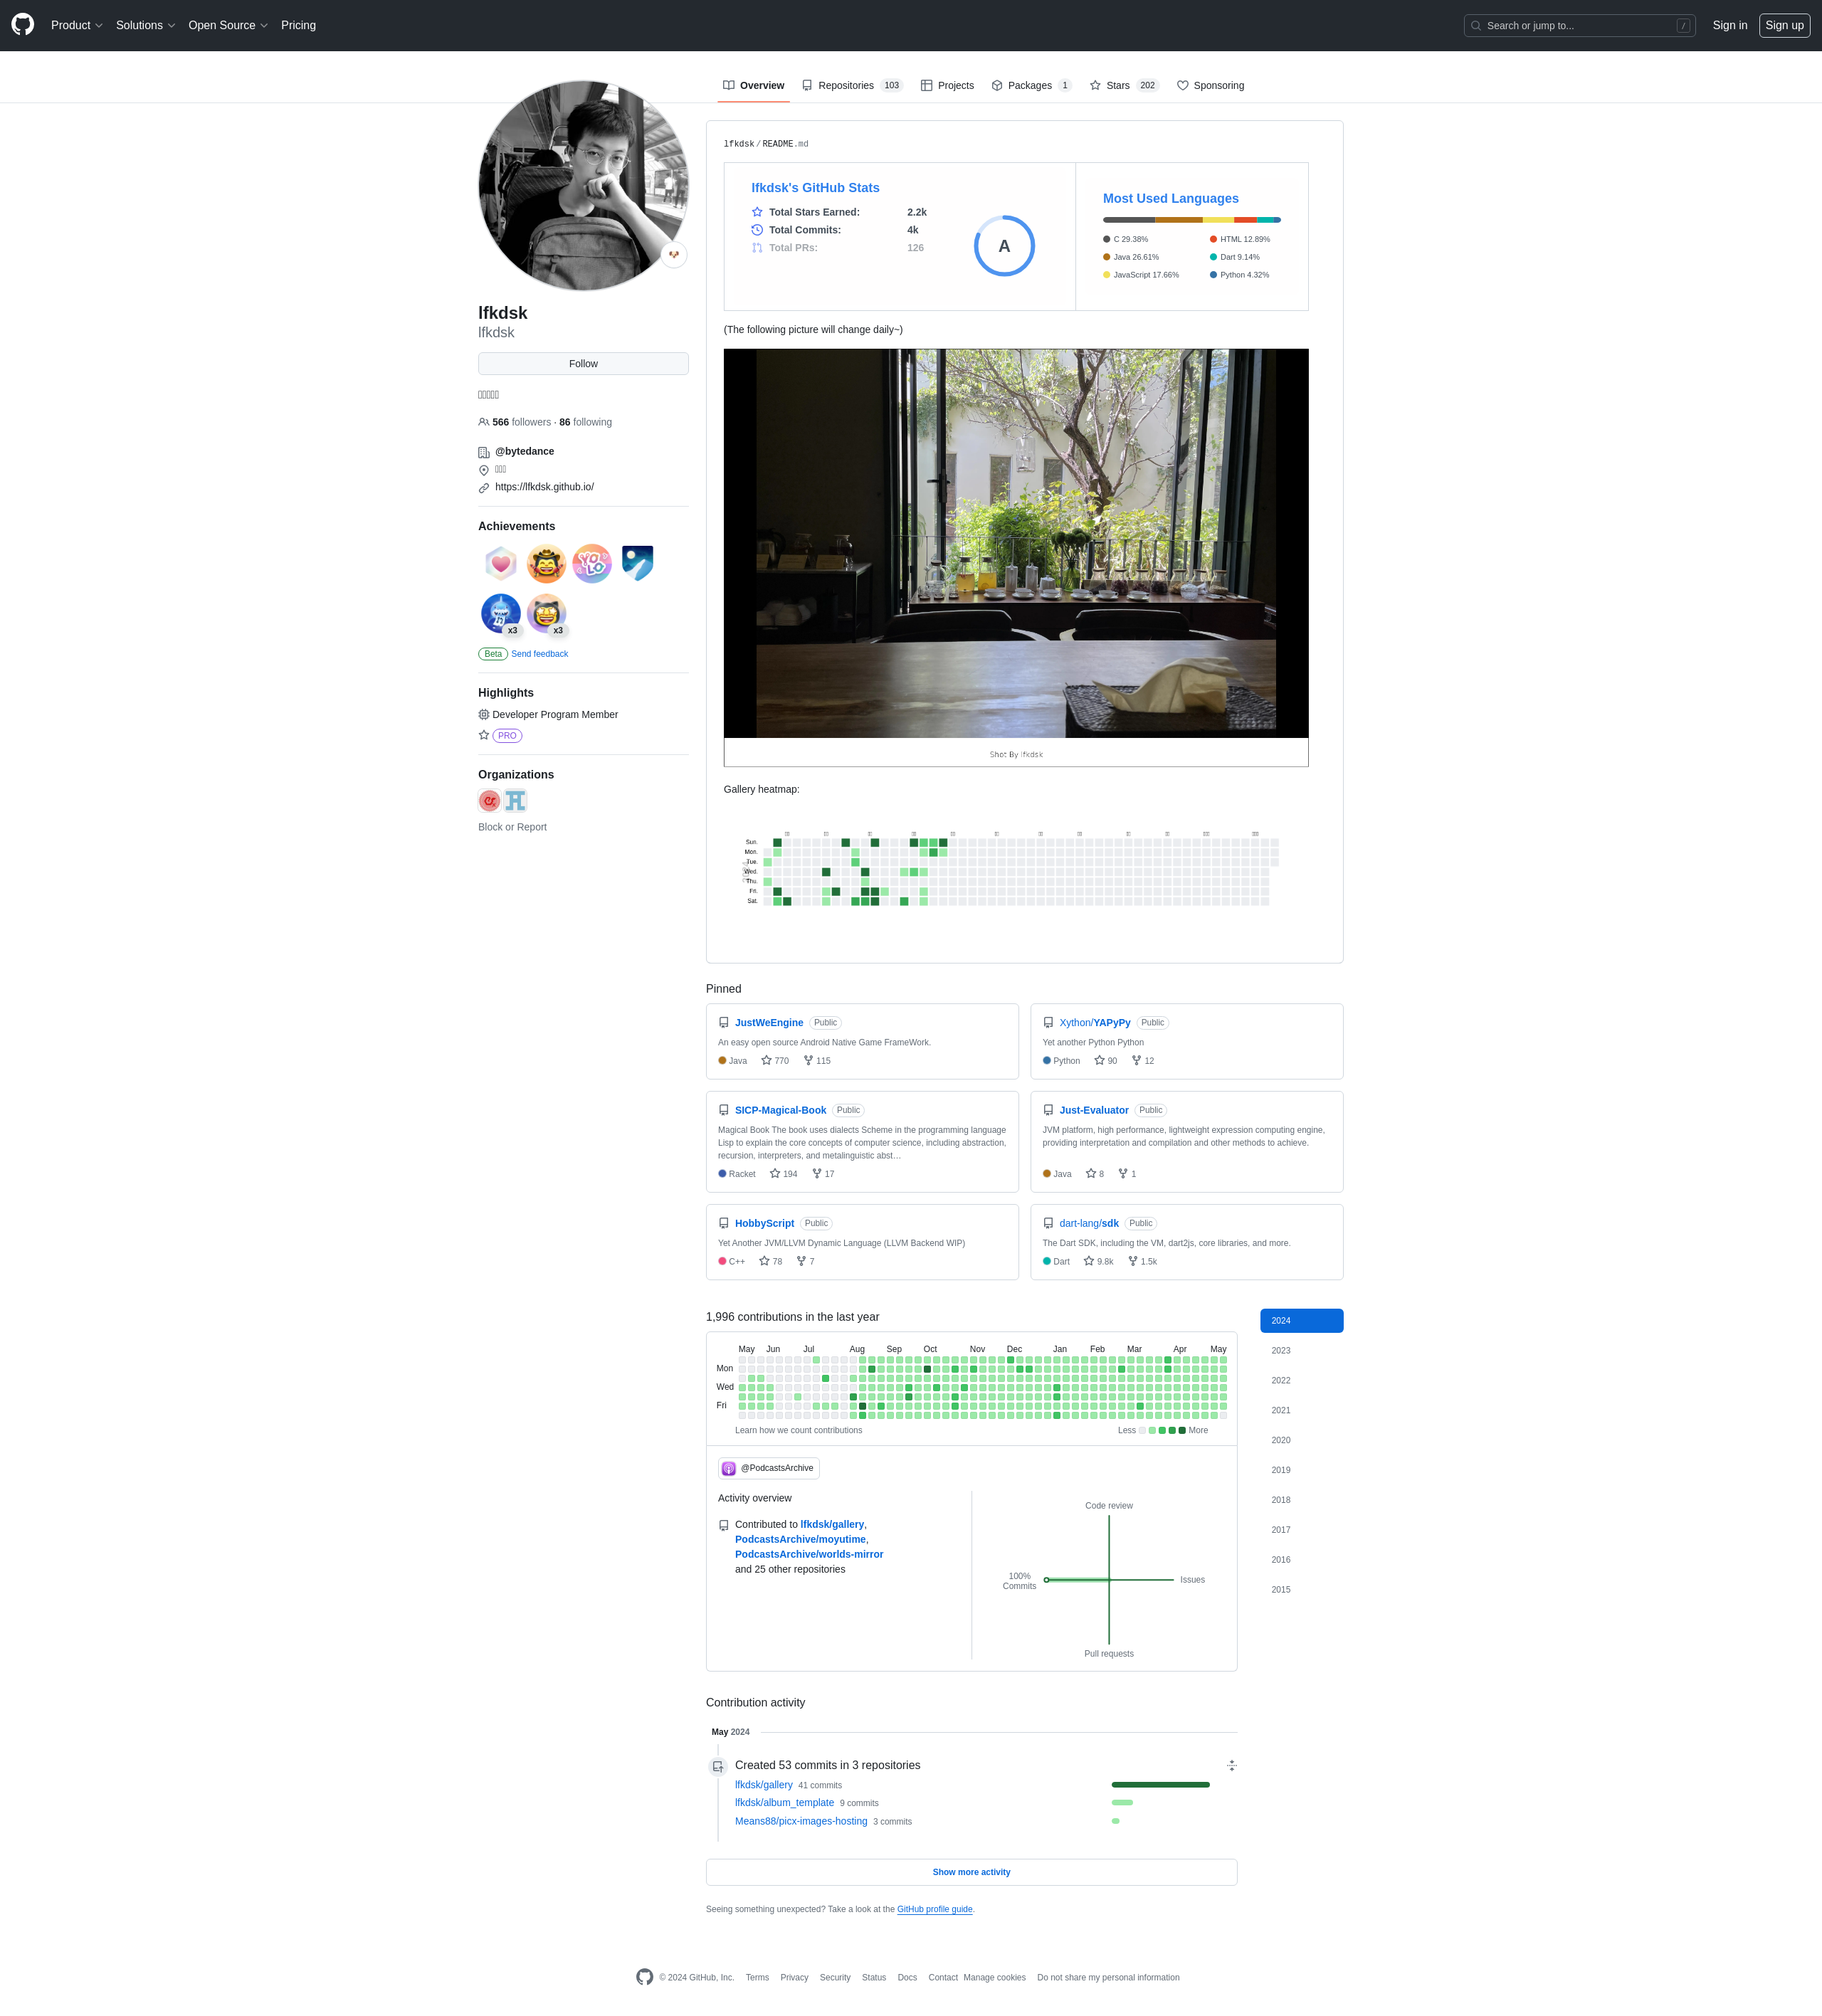 Product Solutions Open Source Pricing
Search or jump to... /
Sign in
Sign up
Overview Repositories 103 Projects Packages 1 Stars 202 Sponsoring
lfkdsk
lfkdsk
Follow
566 followers · 86 following
@bytedance
https://lfkdsk.github.io/
Achievements
YOLO
x3 x3
Beta Send feedback
Highlights
Developer Program Member
PRO
Organizations
Block or Report
lfkdsk/README.md
lfkdsk's GitHub Stats
Total Stars Earned: 2.2k
Total Commits: 4k
Total PRs: 126
A
Most Used Languages
C 29.38%
Java 26.61%
JavaScript 17.66%
HTML 12.89%
Dart 9.14%
Python 4.32%
(The following picture will change daily~)
Shot By lfkdsk
Gallery heatmap:
Sun.
Mon.
Tue.
Wed.
Thu.
Fri.
Sat.
Pinned
JustWeEngine Public
An easy open source Android Native Game FrameWork.
Java 770 115
Xython/YAPyPy Public
Yet another Python Python
Python 90 12
SICP-Magical-Book Public
Magical Book The book uses dialects Scheme in the programming language
Lisp to explain the core concepts of computer science, including abstraction,
recursion, interpreters, and metalinguistic abst…
Racket 194 17
Just-Evaluator Public
JVM platform, high performance, lightweight expression computing engine,
providing interpretation and compilation and other methods to achieve.
Java 8 1
HobbyScript Public
Yet Another JVM/LLVM Dynamic Language (LLVM Backend WIP)
C++ 78 7
dart-lang/sdk Public
The Dart SDK, including the VM, dart2js, core libraries, and more.
Dart 9.8k 1.5k
1,996 contributions in the last year
May Jun Jul Aug Sep Oct Nov Dec Jan Feb Mar Apr May
Mon
Wed
Fri
Learn how we count contributions
Less More
@PodcastsArchive
Activity overview
Contributed to lfkdsk/gallery,
PodcastsArchive/moyutime,
PodcastsArchive/worlds-mirror
and 25 other repositories
Code review
100%
Commits
Issues
Pull requests
2024
2023
2022
2021
2020
2019
2018
2017
2016
2015
Contribution activity
May 2024
Created 53 commits in 3 repositories
lfkdsk/gallery 41 commits
lfkdsk/album_template 9 commits
Means88/picx-images-hosting 3 commits
Show more activity
Seeing something unexpected? Take a look at the GitHub profile guide.
© 2024 GitHub, Inc. Terms Privacy Security Status Docs Contact Manage cookies Do not share my personal information